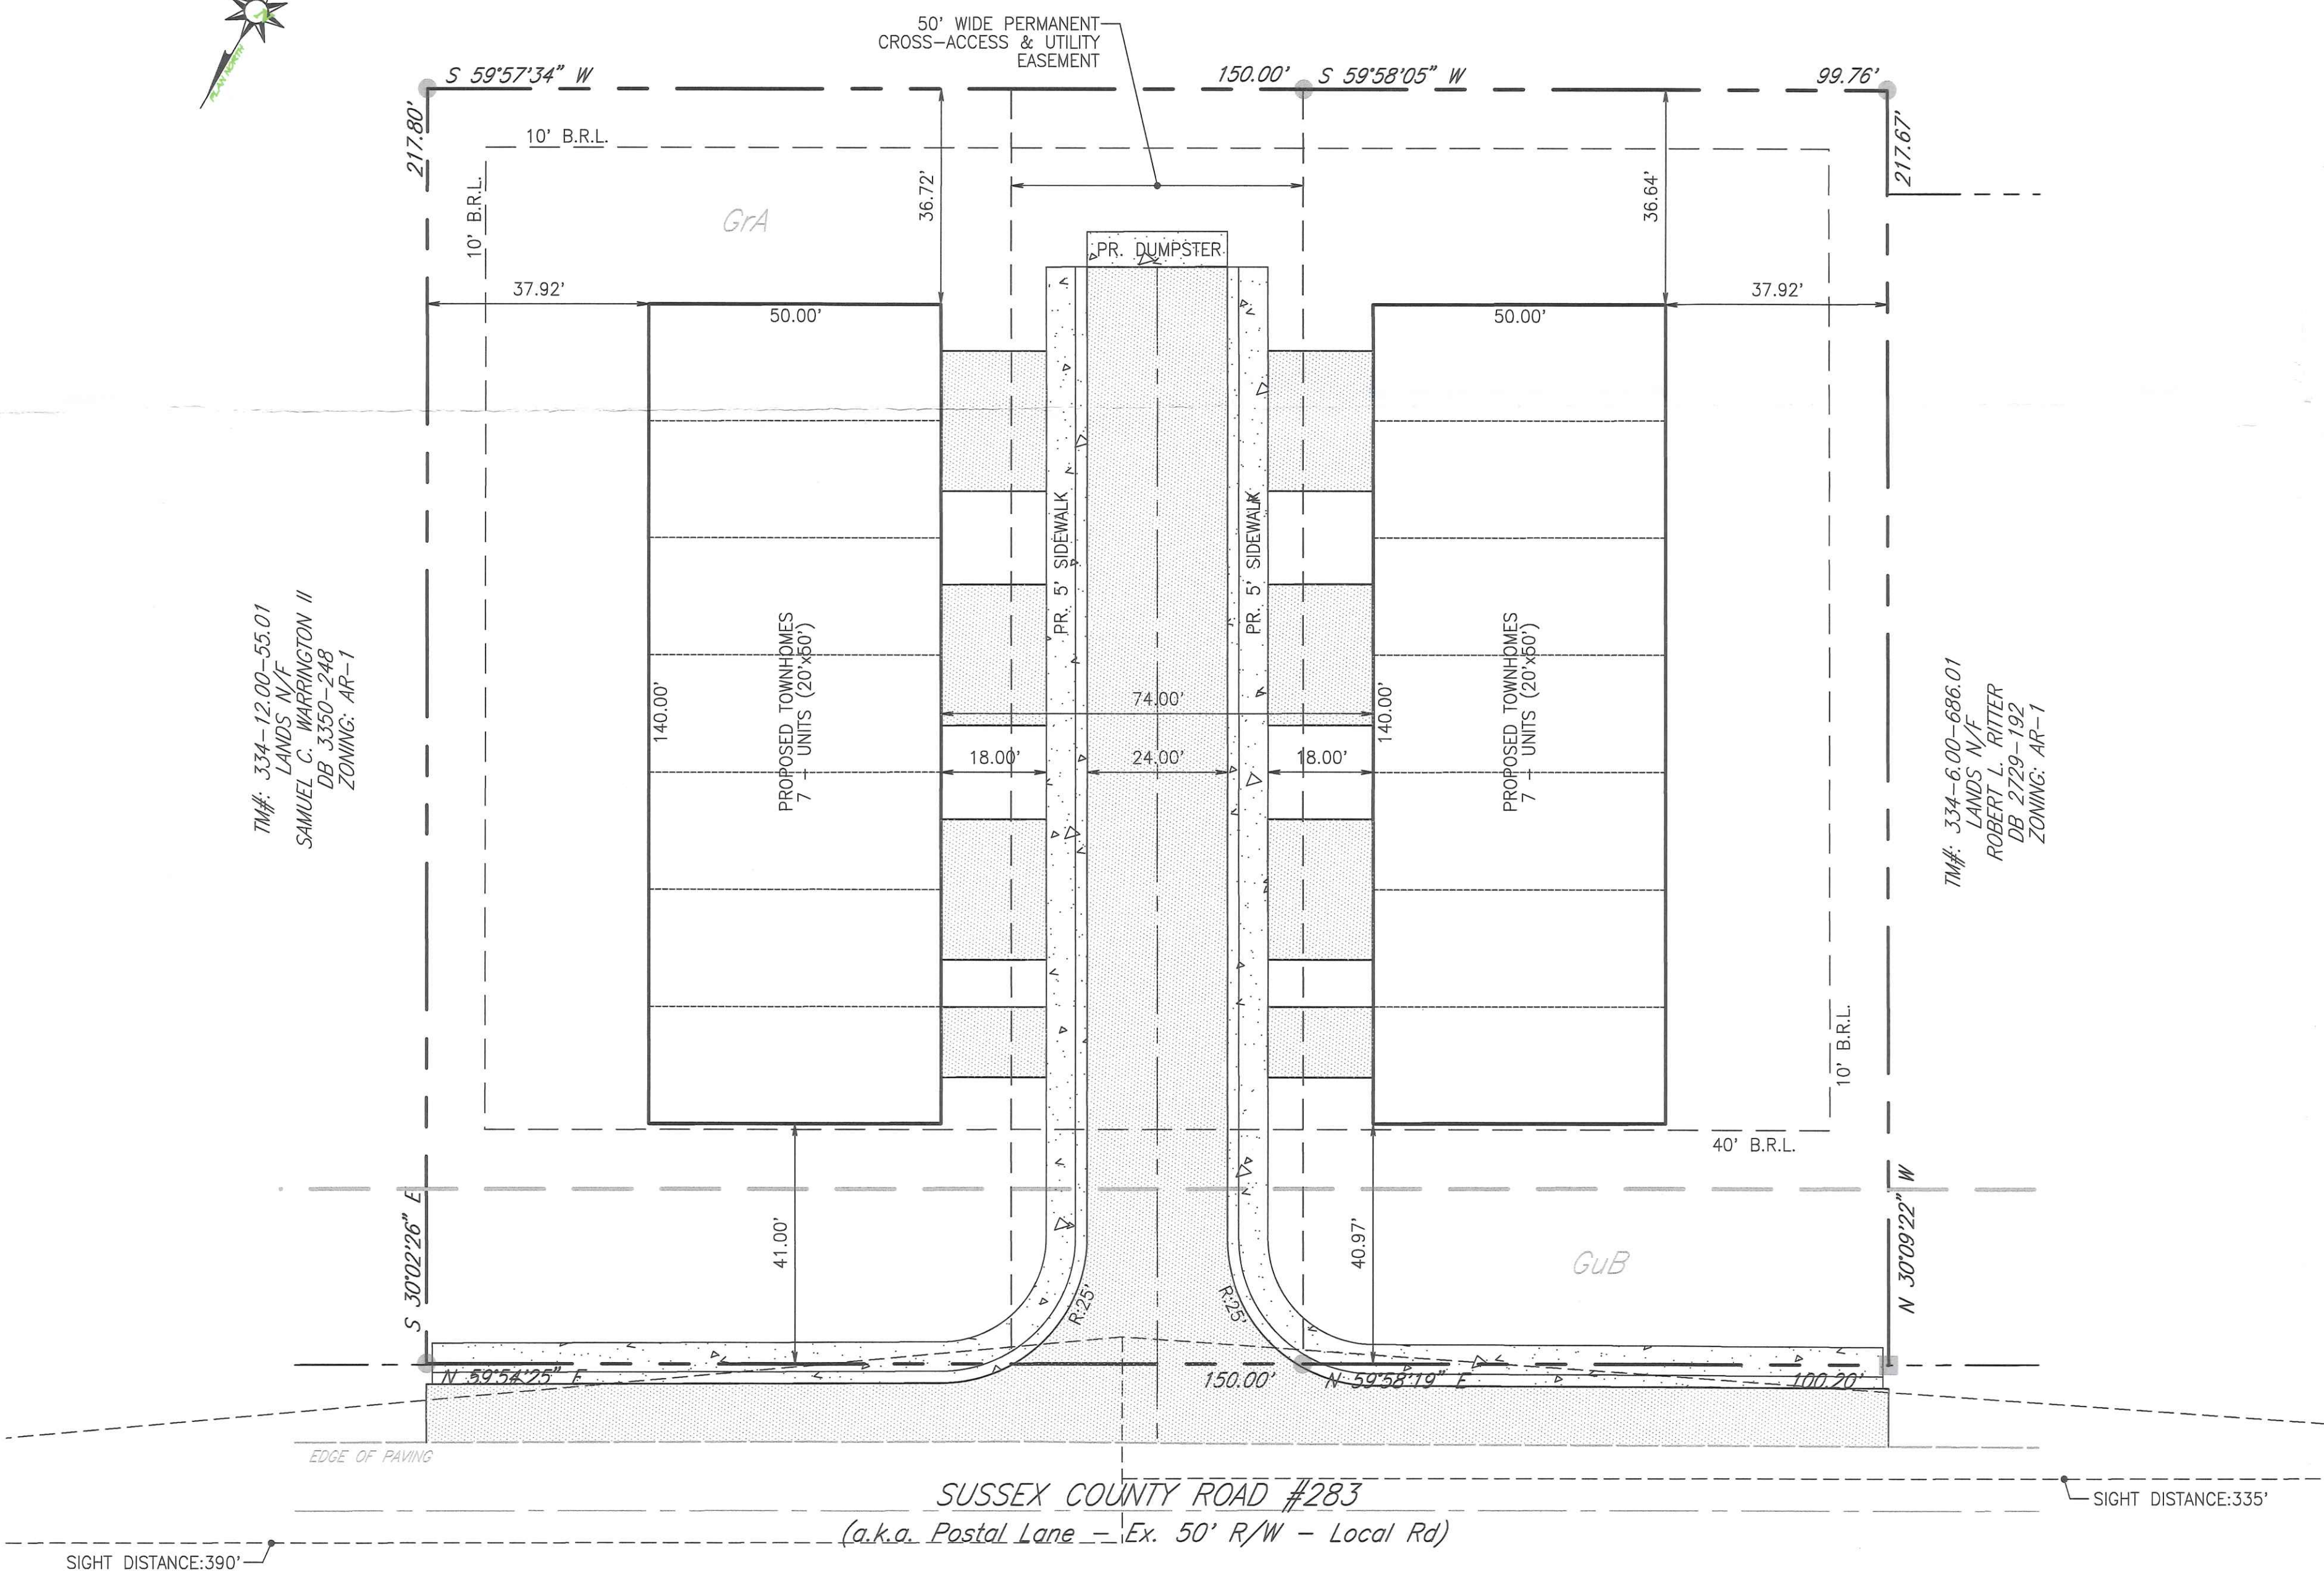 PLAN NORTH
50' WIDE PERMANENT
CROSS-ACCESS & UTILITY
EASEMENT
S 59°57'34" W
150.00'
S 59°58'05" W
99.76'
217.80'
217.67'
10' B.R.L.
10' B.R.L.
GrA
36.72'
36.64'
PR. DUMPSTER
37.92'
37.92'
50.00'
50.00'
PR. 5' SIDEWALK
PR. 5' SIDEWALK
TM#: 334-12.00-55.01
LANDS N/F
SAMUEL C. WARRINGTON II
DB 3350-248
ZONING: AR-1
140.00'
PROPOSED TOWNHOMES
7 - UNITS (20'x50')
74.00'
18.00'
24.00'
18.00'
140.00'
PROPOSED TOWNHOMES
7 - UNITS (20'x50')
TM#: 334-6.00-686.01
LANDS N/F
ROBERT L. RITTER
DB 2729-192
ZONING: AR-1
10' B.R.L.
40' B.R.L.
S 30°02'26" E
41.00'
40.97'
GuB
N 30°09'22" W
R:25'
R:25'
N 59°54'25" E
150.00'
N 59°58'19" E
100.20'
EDGE OF PAVING
SUSSEX COUNTY ROAD #283
(a.k.a. Postal Lane - Ex. 50' R/W - Local Rd)
SIGHT DISTANCE:335'
SIGHT DISTANCE:390'